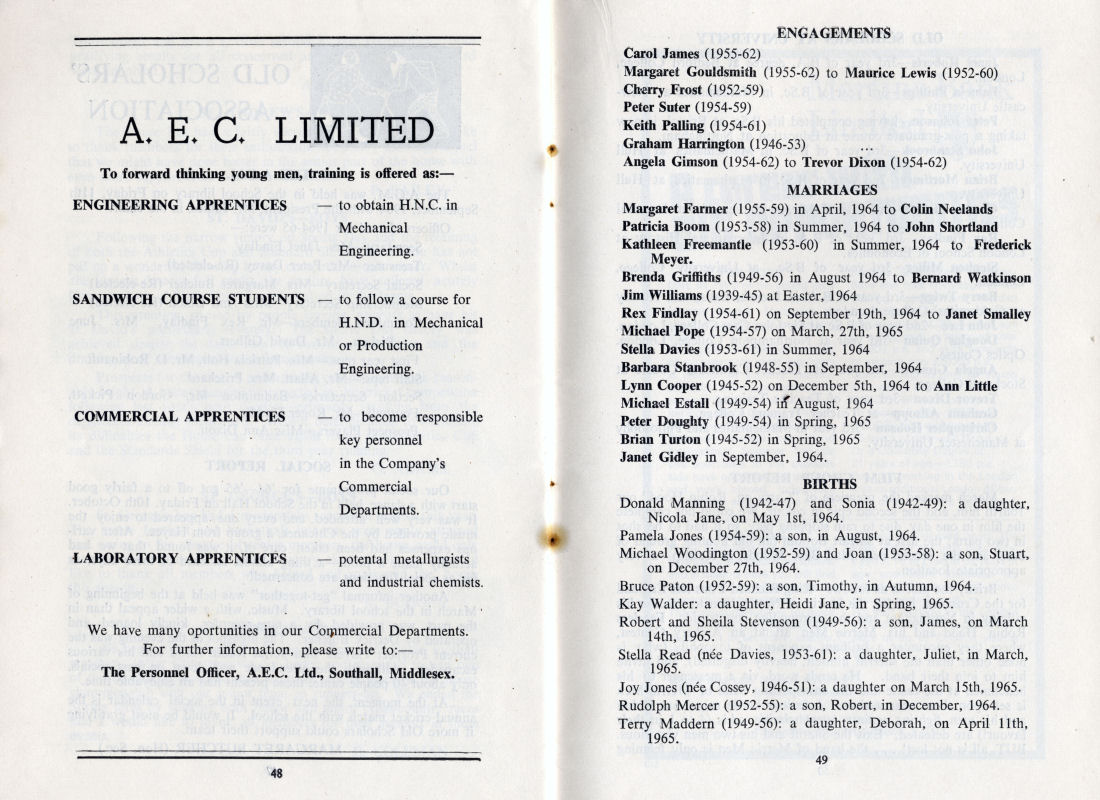 A. E. C. LIMITED
To forward thinking young men, training is offered as:—
ENGINEERING APPRENTICES — to obtain H.N.C. in
Mechanical
Engineering.
SANDWICH COURSE STUDENTS — to follow a course for
H.N.D. in Mechanical
or Production
Engineering.
COMMERCIAL APPRENTICES — to become responsible
key personnel
in the Company's
Commercial
Departments.
LABORATORY APPRENTICES — potental metallurgists
and industrial chemists.
We have many oportunities in our Commercial Departments.
For further information, please write to:—
The Personnel Officer, A.E.C. Ltd., Southall, Middlesex.
48
ENGAGEMENTS
Carol James (1955-62)
Margaret Gouldsmith (1955-62) to Maurice Lewis (1952-60)
Cherry Frost (1952-59)
Peter Suter (1954-59)
Keith Palling (1954-61)
Graham Harrington (1946-53)
Angela Gimson (1954-62) to Trevor Dixon (1954-62)
MARRIAGES
Margaret Farmer (1955-59) in April, 1964 to Colin Neelands
Patricia Boom (1953-58) in Summer, 1964 to John Shortland
Kathleen Freemantle (1953-60) in Summer, 1964 to Frederick
Meyer.
Brenda Griffiths (1949-56) in August 1964 to Bernard Watkinson
Jim Williams (1939-45) at Easter, 1964
Rex Findlay (1954-61) on September 19th, 1964 to Janet Smalley
Michael Pope (1954-57) on March, 27th, 1965
Stella Davies (1953-61) in Summer, 1964
Barbara Stanbrook (1948-55) in September, 1964
Lynn Cooper (1945-52) on December 5th, 1964 to Ann Little
Michael Estall (1949-54) in August, 1964
Peter Doughty (1949-54) in Spring, 1965
Brian Turton (1945-52) in Spring, 1965
Janet Gidley in September, 1964.
BIRTHS
Donald Manning (1942-47) and Sonia (1942-49): a daughter,
Nicola Jane, on May 1st, 1964.
Pamela Jones (1954-59): a son, in August, 1964.
Michael Woodington (1952-59) and Joan (1953-58): a son, Stuart,
on December 27th, 1964.
Bruce Paton (1952-59): a son, Timothy, in Autumn, 1964.
Kay Walder: a daughter, Heidi Jane, in Spring, 1965.
Robert and Sheila Stevenson (1949-56): a son, James, on March
14th, 1965.
Stella Read (née Davies, 1953-61): a daughter, Juliet, in March,
1965.
Joy Jones (née Cossey, 1946-51): a daughter on March 15th, 1965.
Rudolph Mercer (1952-55): a son, Robert, in December, 1964.
Terry Maddern (1949-56): a daughter, Deborah, on April 11th,
1965.
49